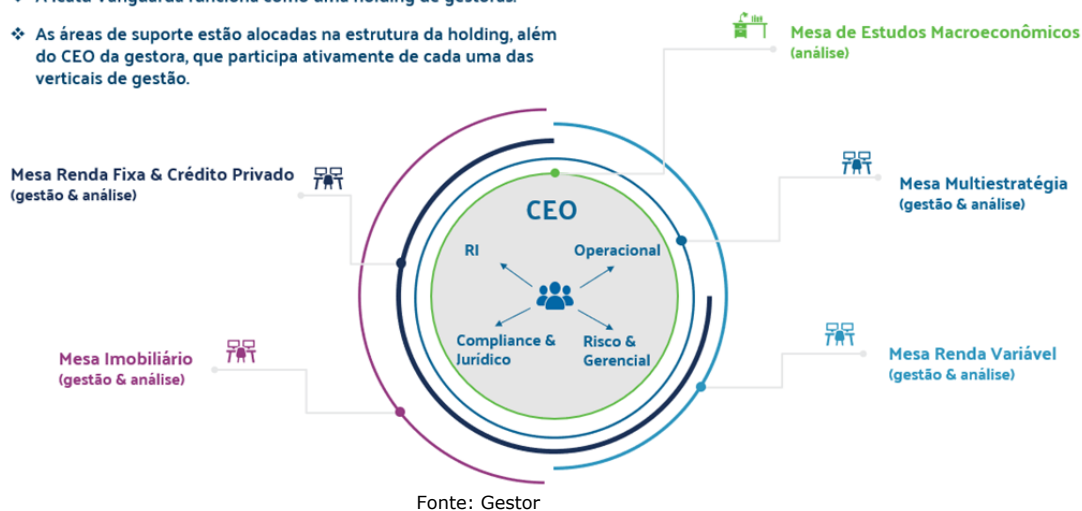 ❖ As áreas de suporte estão alocadas na estrutura da holding, além
do CEO da gestora, que participa ativamente de cada uma das
verticais de gestão.
Mesa de Estudos Macroeconômicos
(análise)
Mesa Renda Fixa & Crédito Privado
(gestão & análise)
Mesa Multiestratégia
(gestão & análise)
CEO
RI
Operacional
Compliance &
Jurídico
Risco &
Gerencial
Mesa Imobiliário
(gestão & análise)
Mesa Renda Variável
(gestão & análise)
Fonte: Gestor